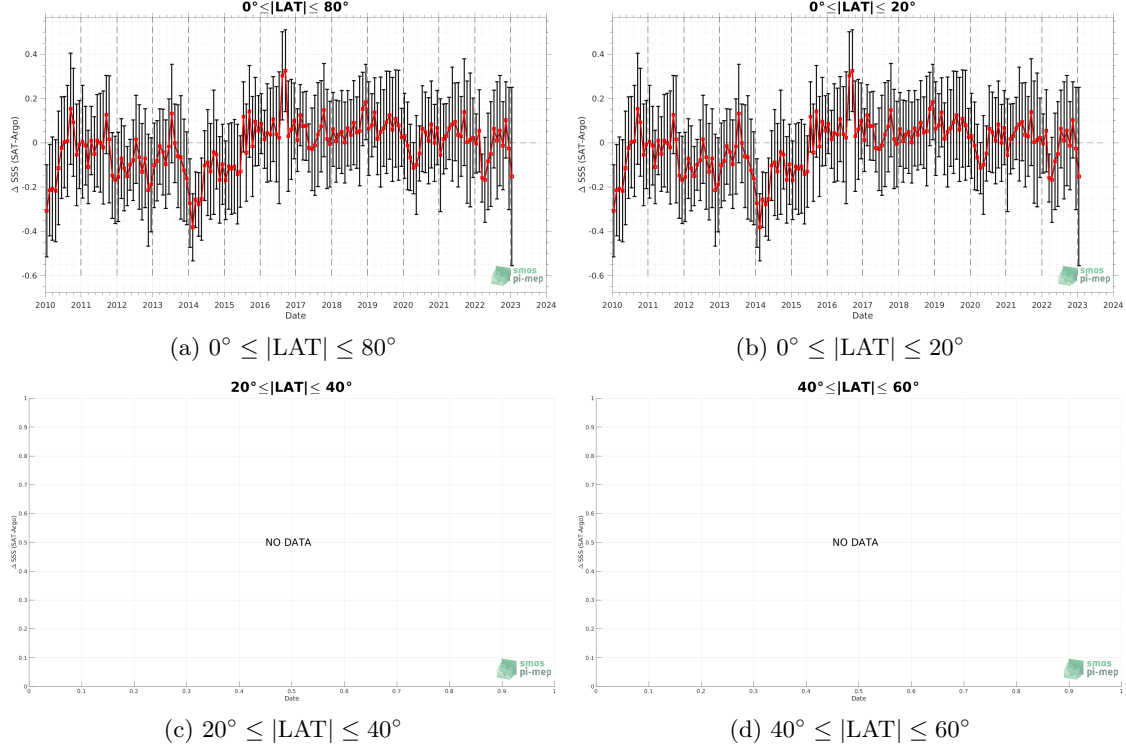 0°≤|LAT|≤ 80°
Δ SSS (SAT-Argo)
0.4
0.2
0
-0.2
-0.4
-0.6
2010 2011 2012 2013 2014 2015 2016 2017 2018 2019 2020 2021 2022 2023 2024
Date
smos
pi-mep
(a) 0° ≤ |LAT| ≤ 80°
0°≤|LAT|≤ 20°
Δ SSS (SAT-Argo)
0.4
0.2
0
-0.2
-0.4
-0.6
2010 2011 2012 2013 2014 2015 2016 2017 2018 2019 2020 2021 2022 2023 2024
Date
smos
pi-mep
(b) 0° ≤ |LAT| ≤ 20°
20°≤|LAT|≤ 40°
Δ SSS (SAT-Argo)
1
0.9
0.8
0.7
0.6
0.5
0.4
0.3
0.2
0.1
0
NO DATA
0 0.1 0.2 0.3 0.4 0.5 0.6 0.7 0.8 0.9 1
Date
smos
pi-mep
(c) 20° ≤ |LAT| ≤ 40°
40°≤|LAT|≤ 60°
Δ SSS (SAT-Argo)
1
0.9
0.8
0.7
0.6
0.5
0.4
0.3
0.2
0.1
0
NO DATA
0 0.1 0.2 0.3 0.4 0.5 0.6 0.7 0.8 0.9 1
Date
smos
pi-mep
(d) 40° ≤ |LAT| ≤ 60°